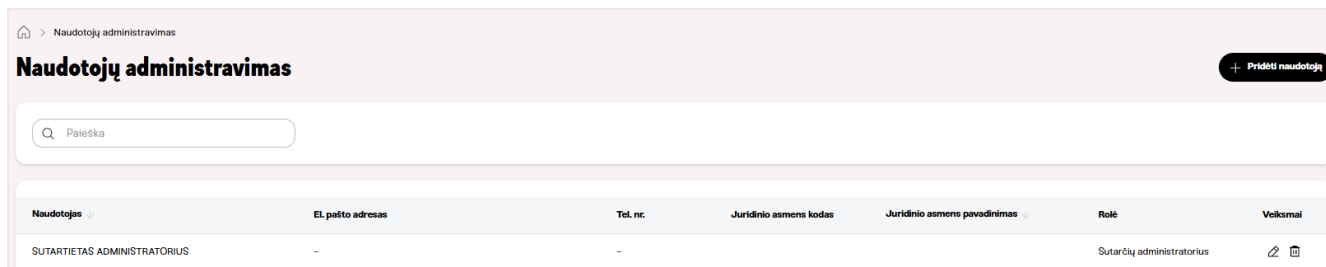 > Naudotojų administravimas
Naudotojų administravimas
+ Pridėti naudotoją
Paieška
Naudotojas ↓ El. pašto adresas Tel. nr. Juridinio asmens kodas Juridinio asmens pavadinimas ↓ Rolė Veiksmai
SUTARTIETAS ADMINISTRATORIUS - - Sutarčių administratorius